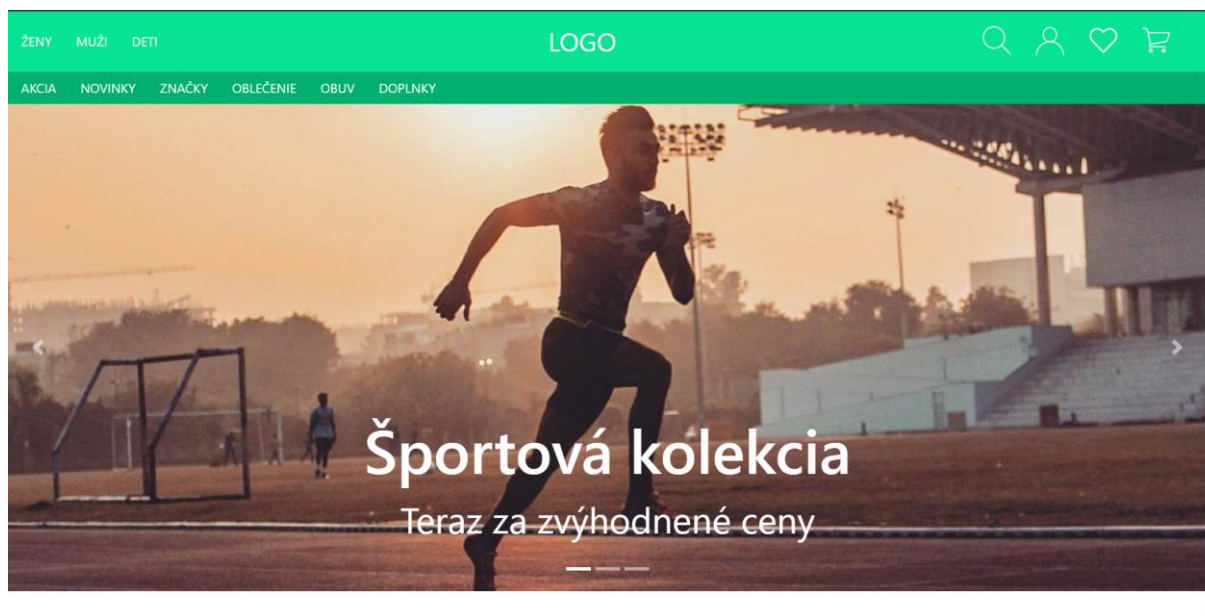 ŽENY MUŽI DETI LOGO
AKCIA NOVINKY ZNAČKY OBLEČENIE OBUV DOPLNKY
Športová kolekcia
Teraz za zvýhodnené ceny